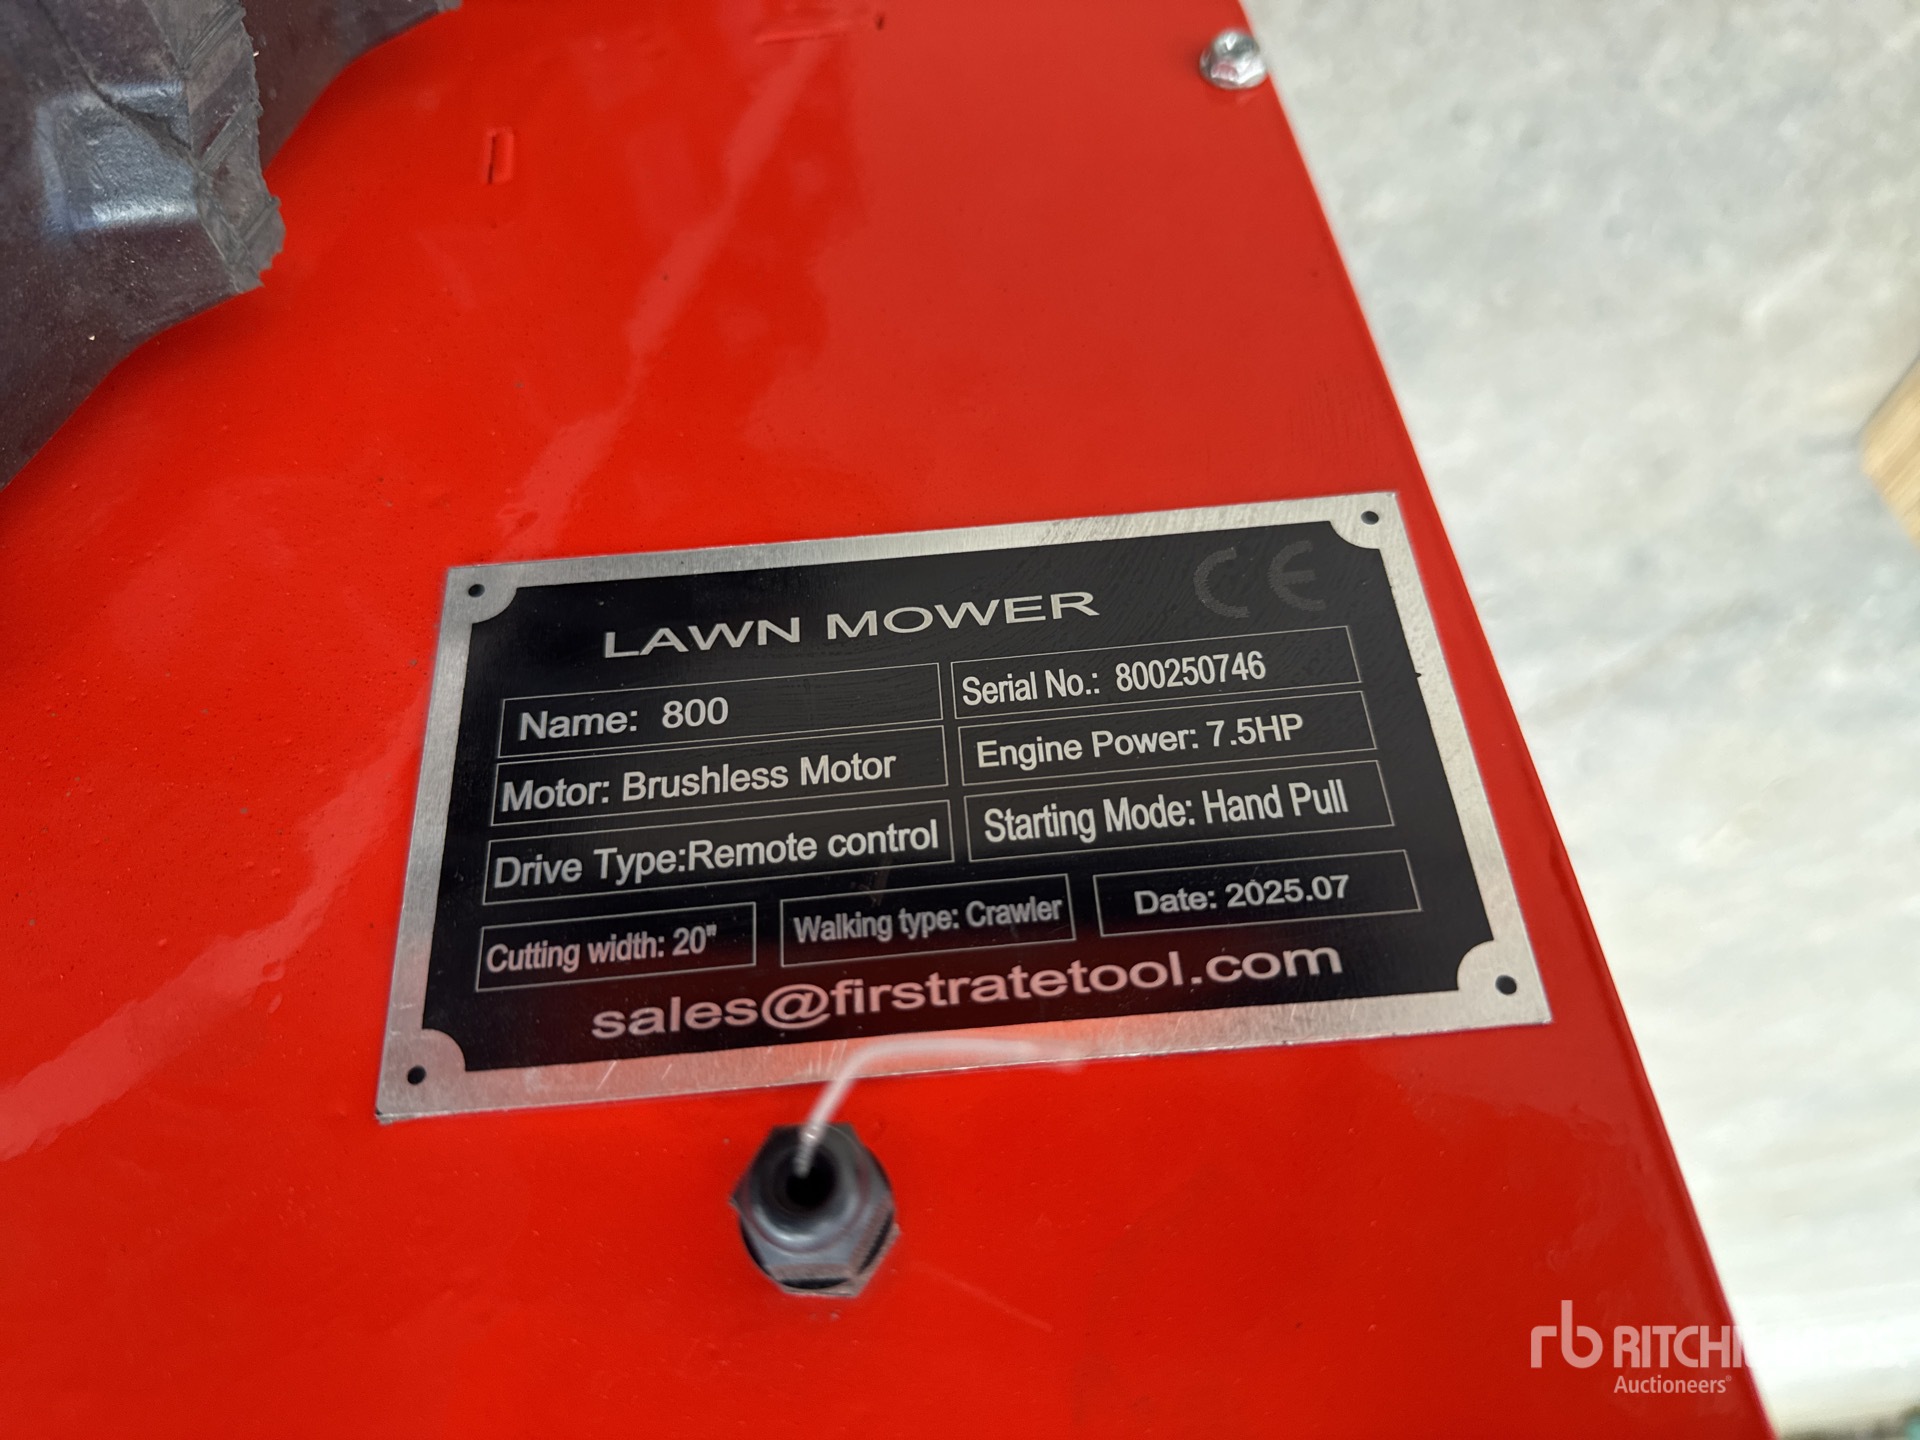 CE
LAWN MOWER
Name: 800
Serial No.: 800250746
Motor: Brushless Motor
Engine Power: 7.5HP
Drive Type:Remote control
Starting Mode: Hand Pull
Cutting width: 20"
Walking type: Crawler
Date: 2025.07
sales@firstratetool.com
rb RITCHI
Auctioneers